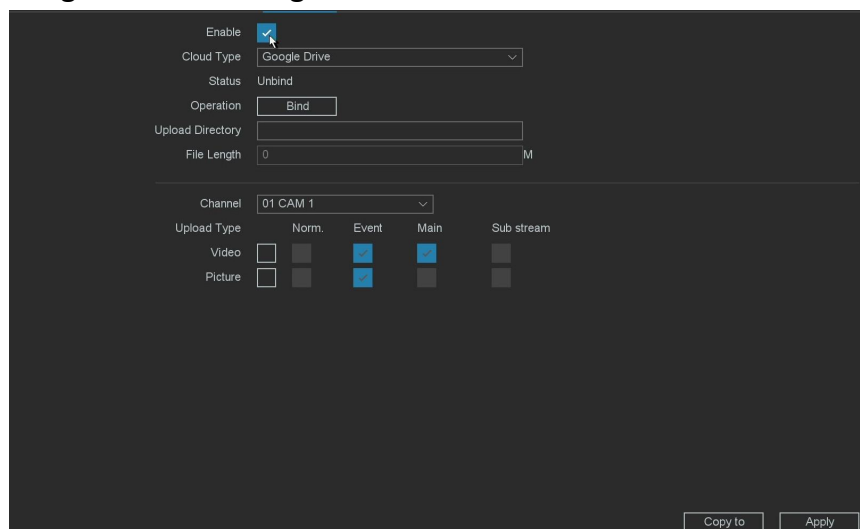 Enable
Cloud Type Google Drive
Status Unbind
Operation Bind
Upload Directory
File Length 0 M
Channel 01 CAM 1
Upload Type Norm. Event Main Sub stream
Video
Picture
Copy to Apply